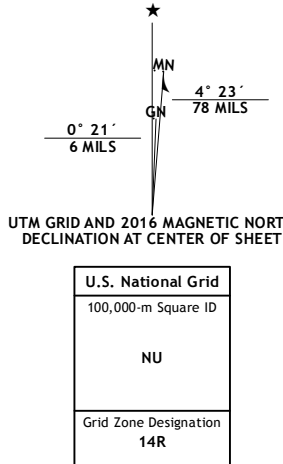 ★
MN
4° 23´
78 MILS
GN
0° 21´
6 MILS
UTM GRID AND 2016 MAGNETIC NORT
DECLINATION AT CENTER OF SHEET
U.S. National Grid
100,000-m Square ID
NU
Grid Zone Designation
14R